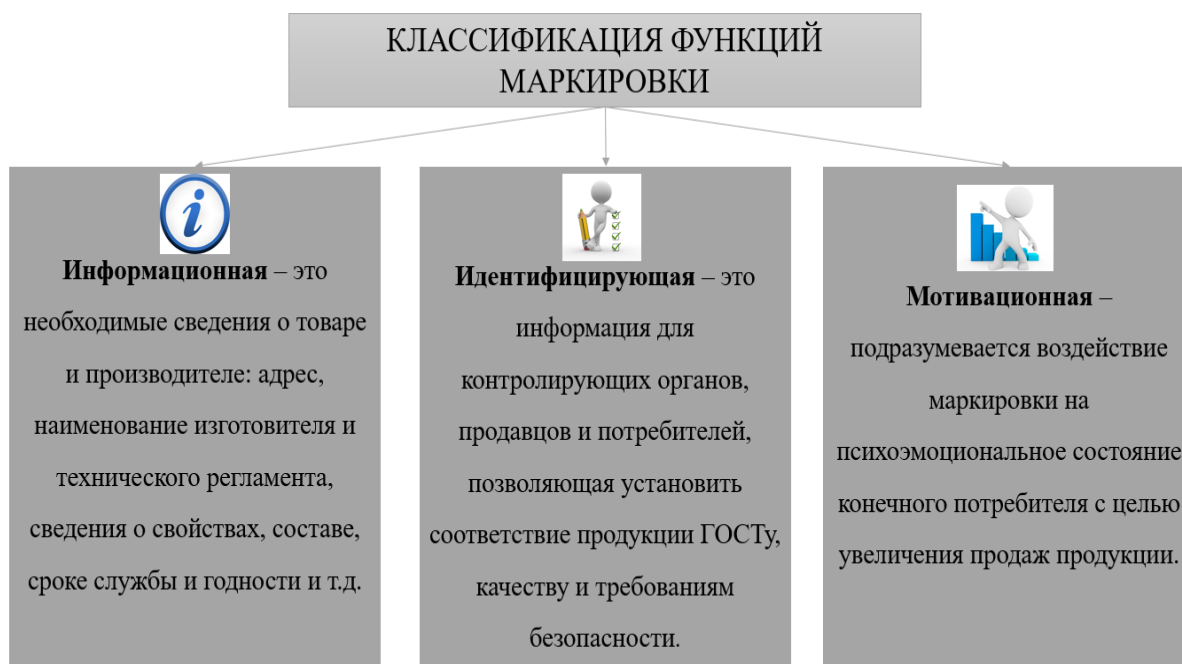 КЛАССИФИКАЦИЯ ФУНКЦИЙ
МАРКИРОВКИ
Информационная – это
необходимые сведения о товаре
и производителе: адрес,
наименование изготовителя и
технического регламента,
сведения о свойствах, составе,
сроке службы и годности и т.д.
Идентифицирующая – это
информация для
контролирующих органов,
продавцов и потребителей,
позволяющая установить
соответствие продукции ГОСТу,
качеству и требованиям
безопасности.
Мотивационная –
подразумевается воздействие
маркировки на
психоэмоциональное состояние
конечного потребителя с целью
увеличения продаж продукции.